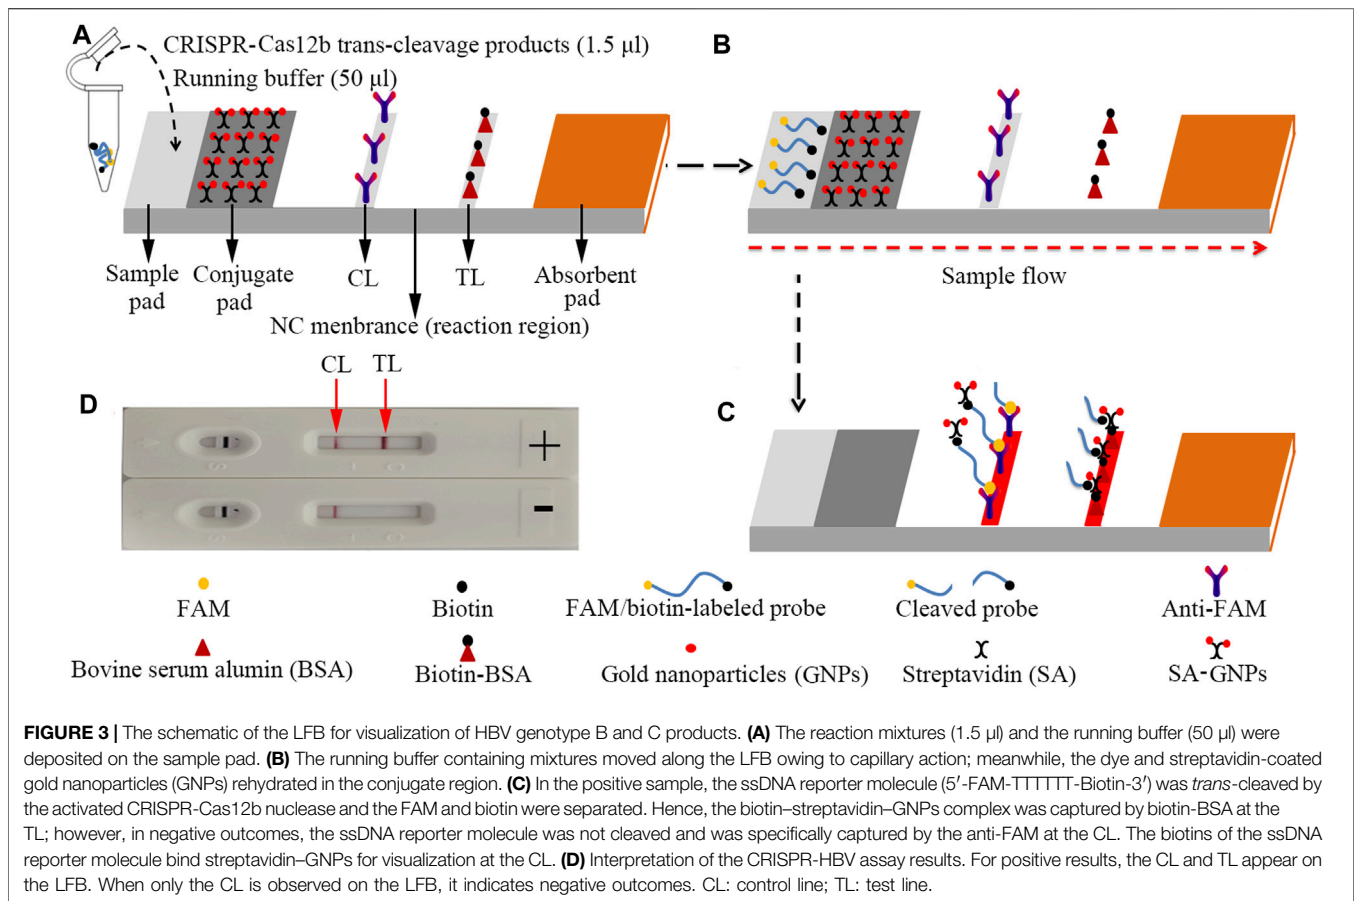 A
CRISPR-Cas12b trans-cleavage products (1.5 µl)
Running buffer (50 µl)
Sample pad
Conjugate pad
CL
TL
Absorbent pad
NC menbrance (reaction region)
B
Sample flow
C
D
CL TL
+
-
FAM
Biotin
FAM/biotin-labeled probe
Cleaved probe
Anti-FAM
Bovine serum alumin (BSA)
Biotin-BSA
Gold nanoparticles (GNPs)
Streptavidin (SA)
SA-GNPs
FIGURE 3 | The schematic of the LFB for visualization of HBV genotype B and C products. (A) The reaction mixtures (1.5 µl) and the running buffer (50 µl) were
deposited on the sample pad. (B) The running buffer containing mixtures moved along the LFB owing to capillary action; meanwhile, the dye and streptavidin-coated
gold nanoparticles (GNPs) rehydrated in the conjugate region. (C) In the positive sample, the ssDNA reporter molecule (5′-FAM-TTTTTT-Biotin-3′) was trans-cleaved by
the activated CRISPR-Cas12b nuclease and the FAM and biotin were separated. Hence, the biotin–streptavidin–GNPs complex was captured by biotin-BSA at the
TL; however, in negative outcomes, the ssDNA reporter molecule was not cleaved and was specifically captured by the anti-FAM at the CL. The biotins of the ssDNA
reporter molecule bind streptavidin–GNPs for visualization at the CL. (D) Interpretation of the CRISPR-HBV assay results. For positive results, the CL and TL appear on
the LFB. When only the CL is observed on the LFB, it indicates negative outcomes. CL: control line; TL: test line.